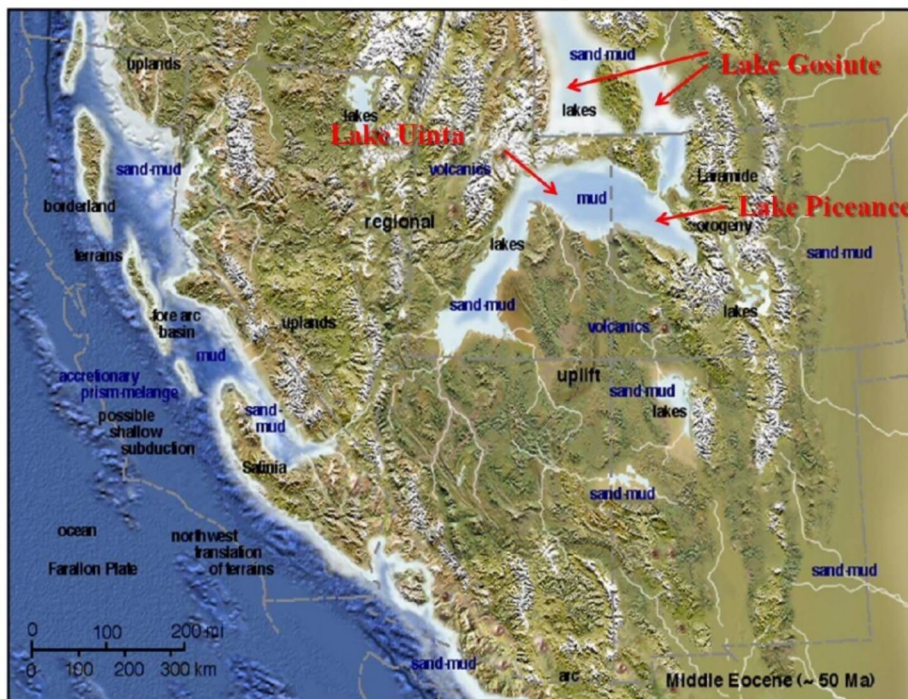 sand-mud
Lake Gosiute
uplands
lakes
lakes
Lake Uinta
sand-mud
volcanics
Laramide
borderland
mud
Lake Piceance
regional
orogeny
terrains
lakes
sand-mud
fore arc
basin
sand-mud
lakes
uplands
volcanics
mud
accretionary
prism-melange
uplift
sand-mud
possible
shallow
subduction
sand-
mud
lakes
Salinia
sand-mud
ocean
northwest
translation
of terrains
Farallon Plate
sand-mud
0 100 200 mi
0 100 200 300 km
sand-mud
arc
Middle Eocene (~ 50 Ma)